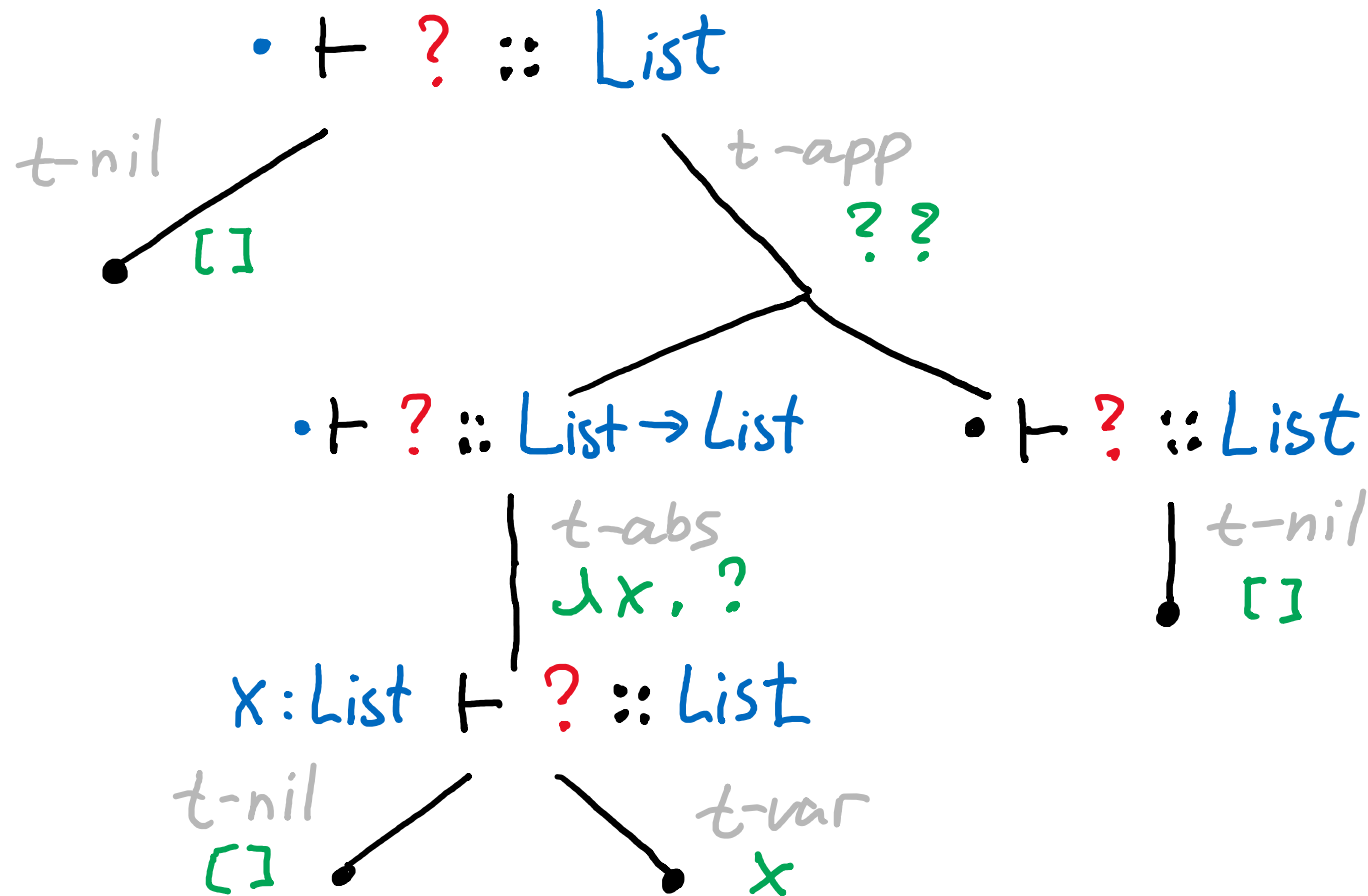 · ⊢ ? :: List
t-nil
t-app
[]
? ?
· ⊢ ? :: List → List
· ⊢ ? :: List
t-abs
t-nil
λx. ?
[]
x:List ⊢ ? :: List
t-nil
t-var
[]
x